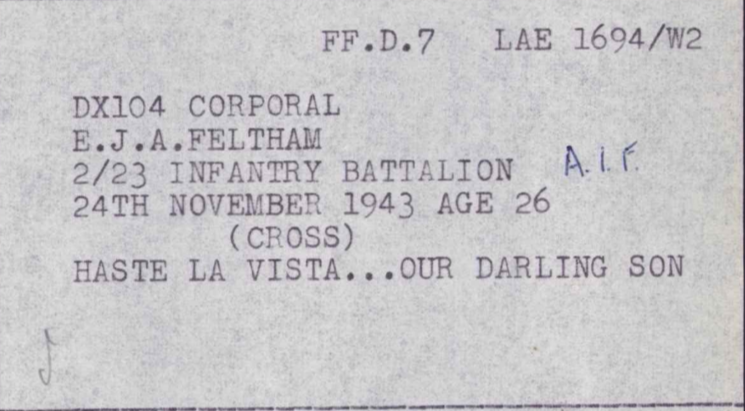 FF.D.7 LAE 1694/W2
DX104 CORPORAL
E.J.A.FELTHAM
2/23 INFANTRY BATTALION A.I.F.
24TH NOVEMBER 1943 AGE 26
(CROSS)
HASTE LA VISTA...OUR DARLING SON